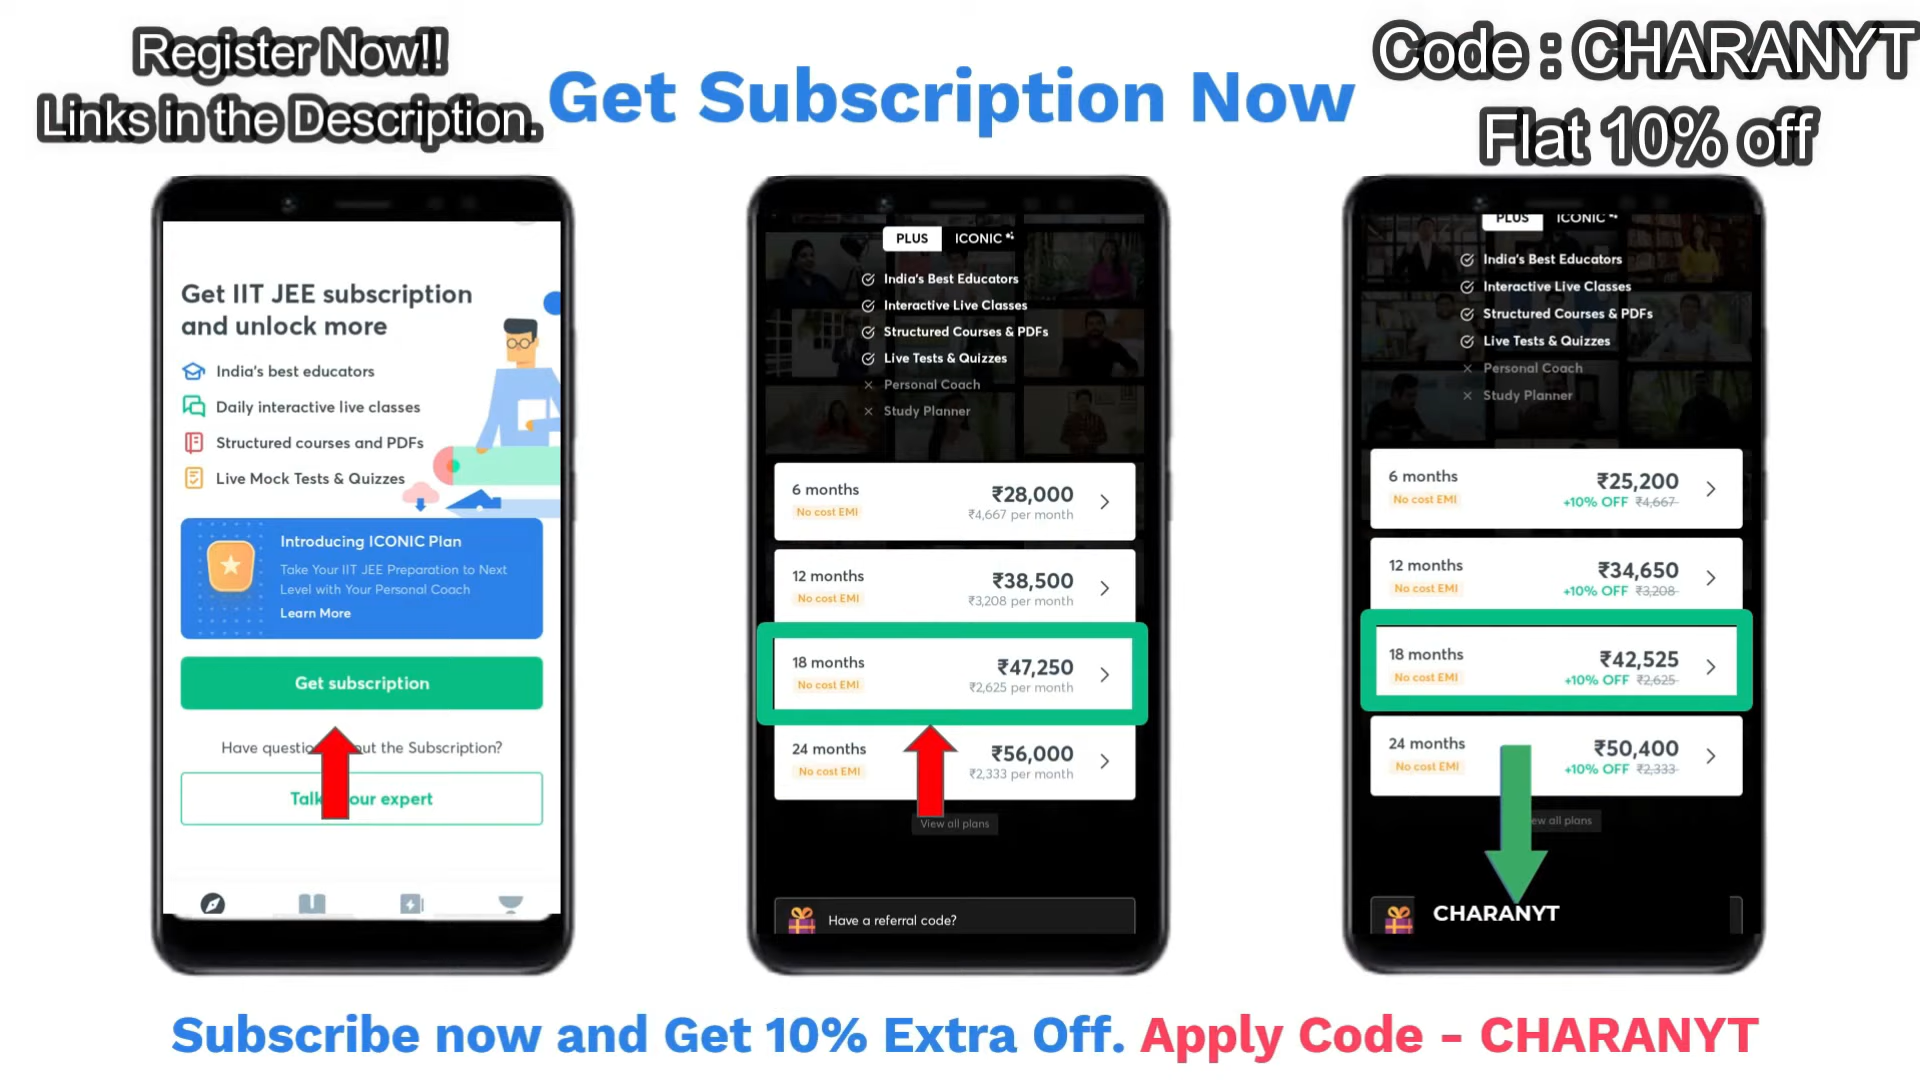 Register Now!!
Links in the Description.
Get Subscription Now
Code : CHARANYT
Flat 10% off
Get IIT JEE subscription
and unlock more
India's best educators
Daily interactive live classes
Structured courses and PDFs
Live Mock Tests & Quizzes
Introducing ICONIC Plan
Take Your IIT JEE Preparation to Next
Level with Your Personal Coach
Learn More
Get subscription
Have questio out the Subscription?
Talk our expert
PLUS ICONIC
India's Best Educators
Interactive Live Classes
Structured Courses & PDFs
Live Tests & Quizzes
Personal Coach
Study Planner
6 months ₹28,000
No cost EMI ₹4,667 per month
12 months ₹38,500
No cost EMI ₹3,208 per month
18 months ₹47,250
No cost EMI ₹2,625 per month
24 months ₹56,000
No cost EMI ₹2,333 per month
View all plans
Have a referral code?
PLUS ICONIC
India's Best Educators
Interactive Live Classes
Structured Courses & PDFs
Live Tests & Quizzes
Personal Coach
Study Planner
6 months ₹25,200
No cost EMI +10% OFF ₹4,667
12 months ₹34,650
No cost EMI +10% OFF ₹3,208
18 months ₹42,525
No cost EMI +10% OFF ₹2,625
24 months ₹50,400
No cost EMI +10% OFF ₹2,333
ew all plans
CHARANYT
Subscribe now and Get 10% Extra Off. Apply Code - CHARANYT